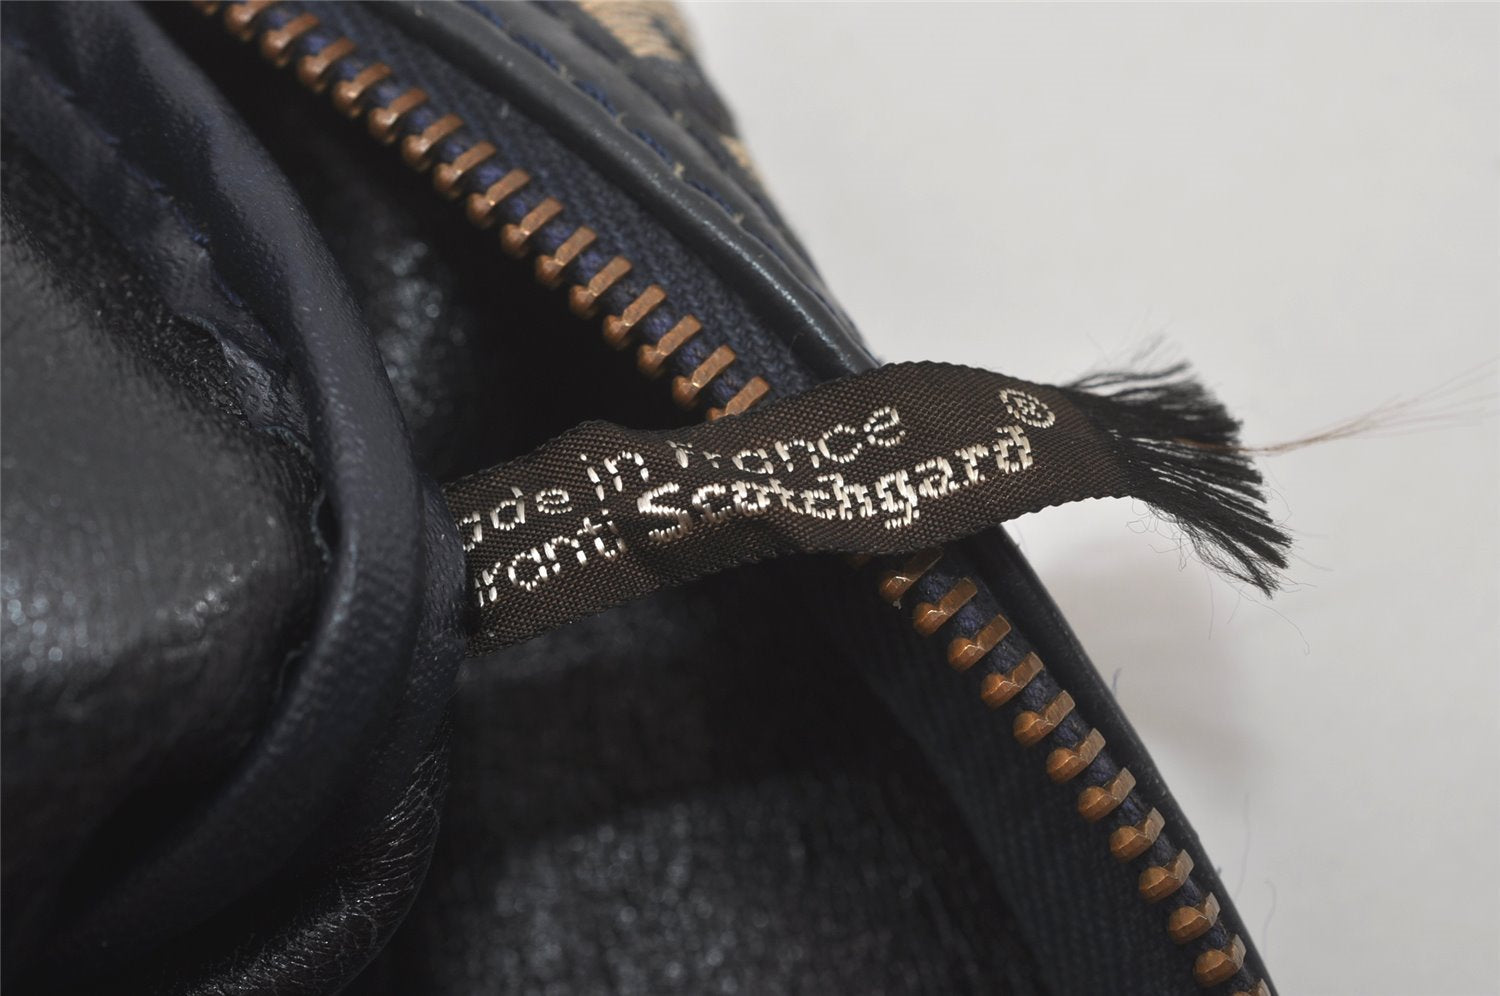 ade in France
ranti Scotchgard®